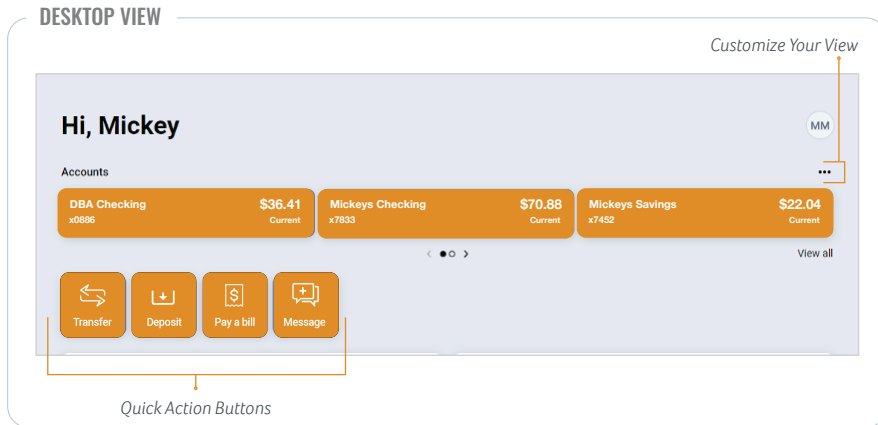 DESKTOP VIEW
Customize Your View
Hi, Mickey
MM
Accounts
DBA Checking $36.41
x0886 Current
Mickeys Checking $70.88
x7833 Current
Mickeys Savings $22.04
x7452 Current
View all
Transfer
Deposit
Pay a bill
Message
Quick Action Buttons